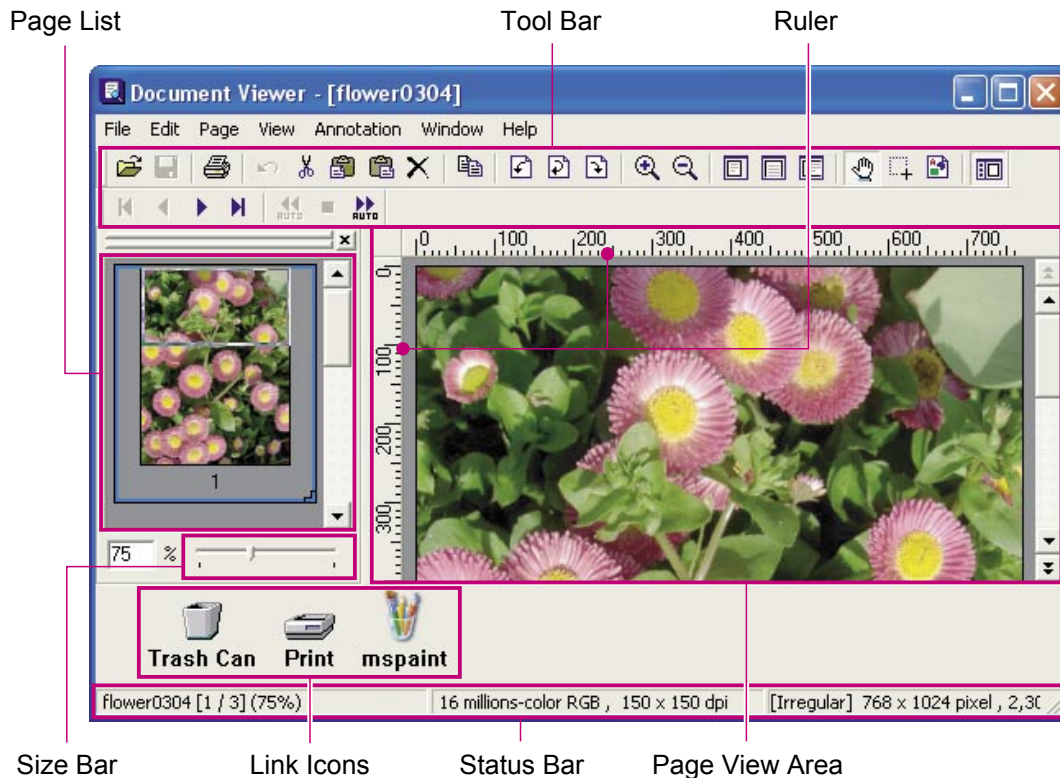 Page List Tool Bar Ruler
Document Viewer - [flower0304]
File Edit Page View Annotation Window Help
AUTO AUTO
0 100 200 300 400 500 600 700
0
100
200
300
1
75 %
Trash Can Print mspaint
flower0304 [1 / 3] (75%) 16 millions-color RGB , 150 x 150 dpi [Irregular] 768 x 1024 pixel , 2,30
Size Bar Link Icons Status Bar Page View Area